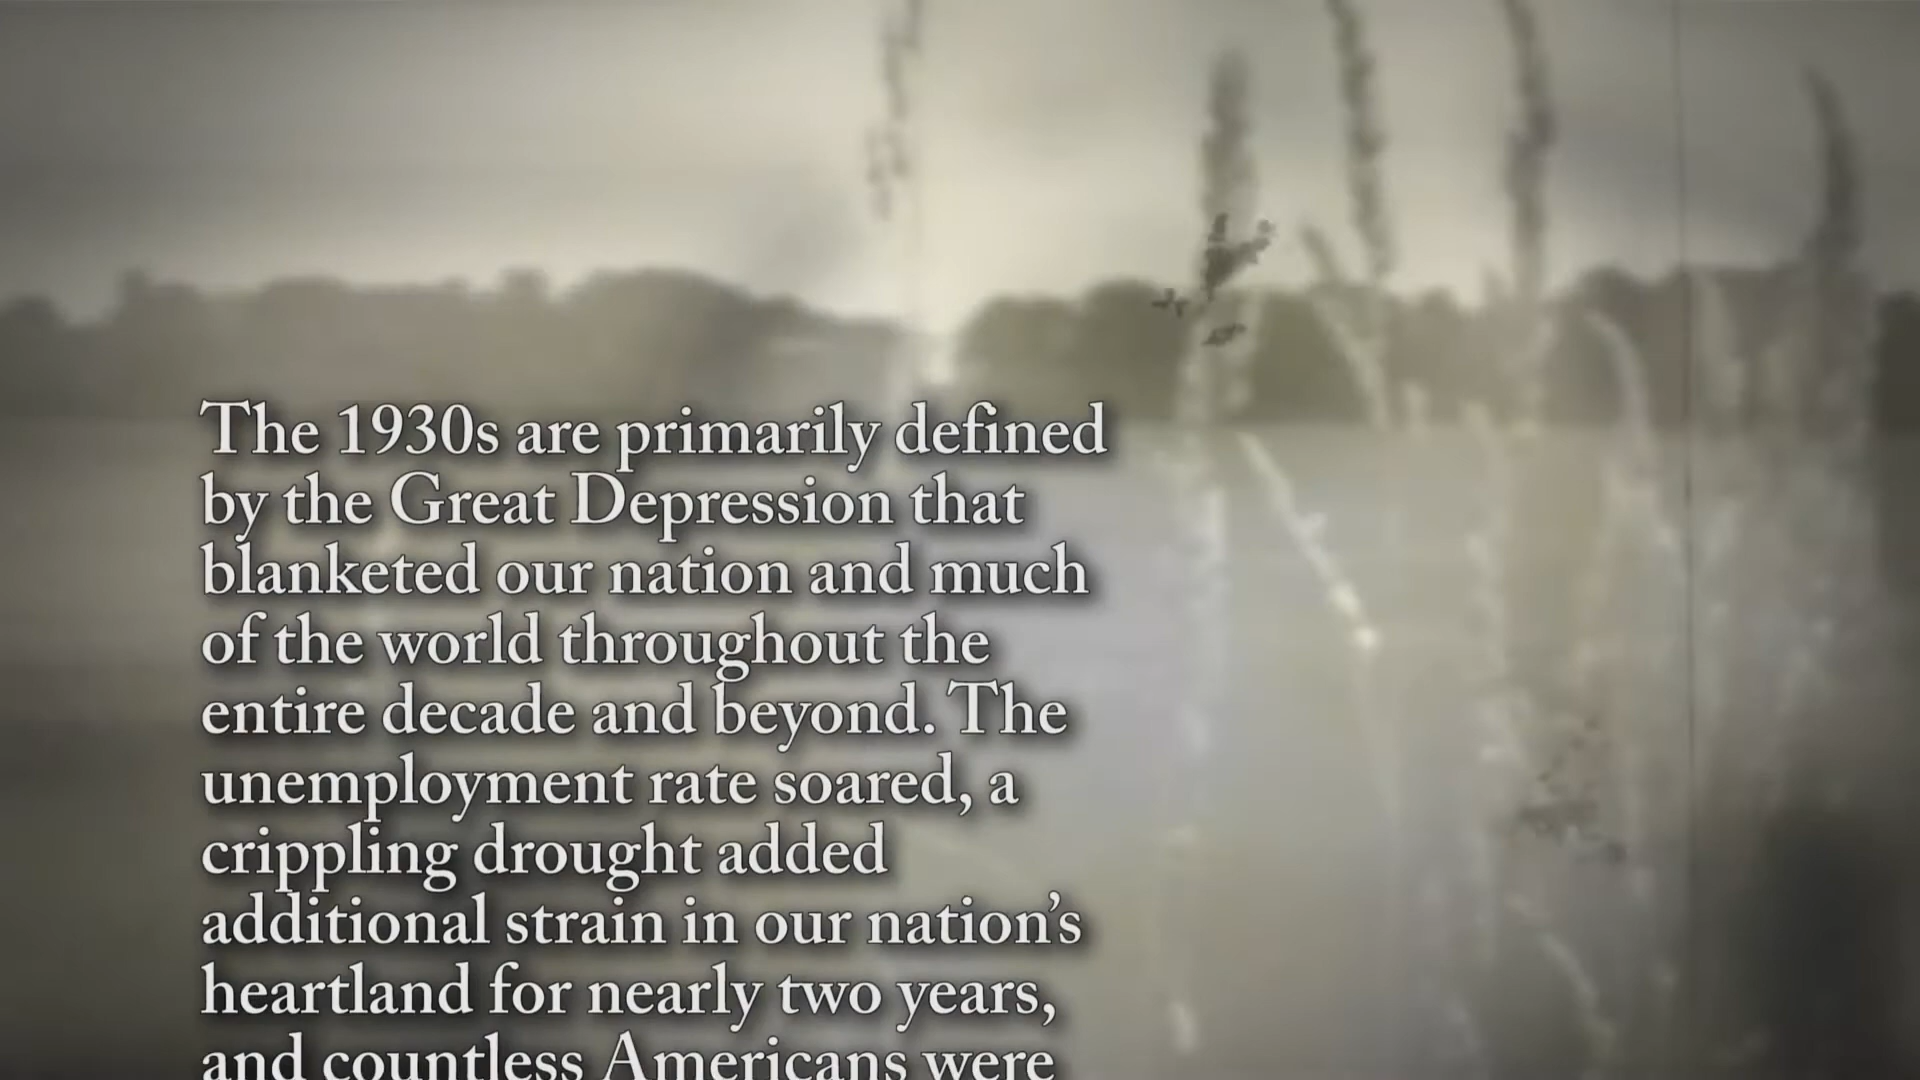 The 1930s are primarily defined
by the Great Depression that
blanketed our nation and much
of the world throughout the
entire decade and beyond. The
unemployment rate soared, a
crippling drought added
additional strain in our nation’s
heartland for nearly two years,
and countless Americans were